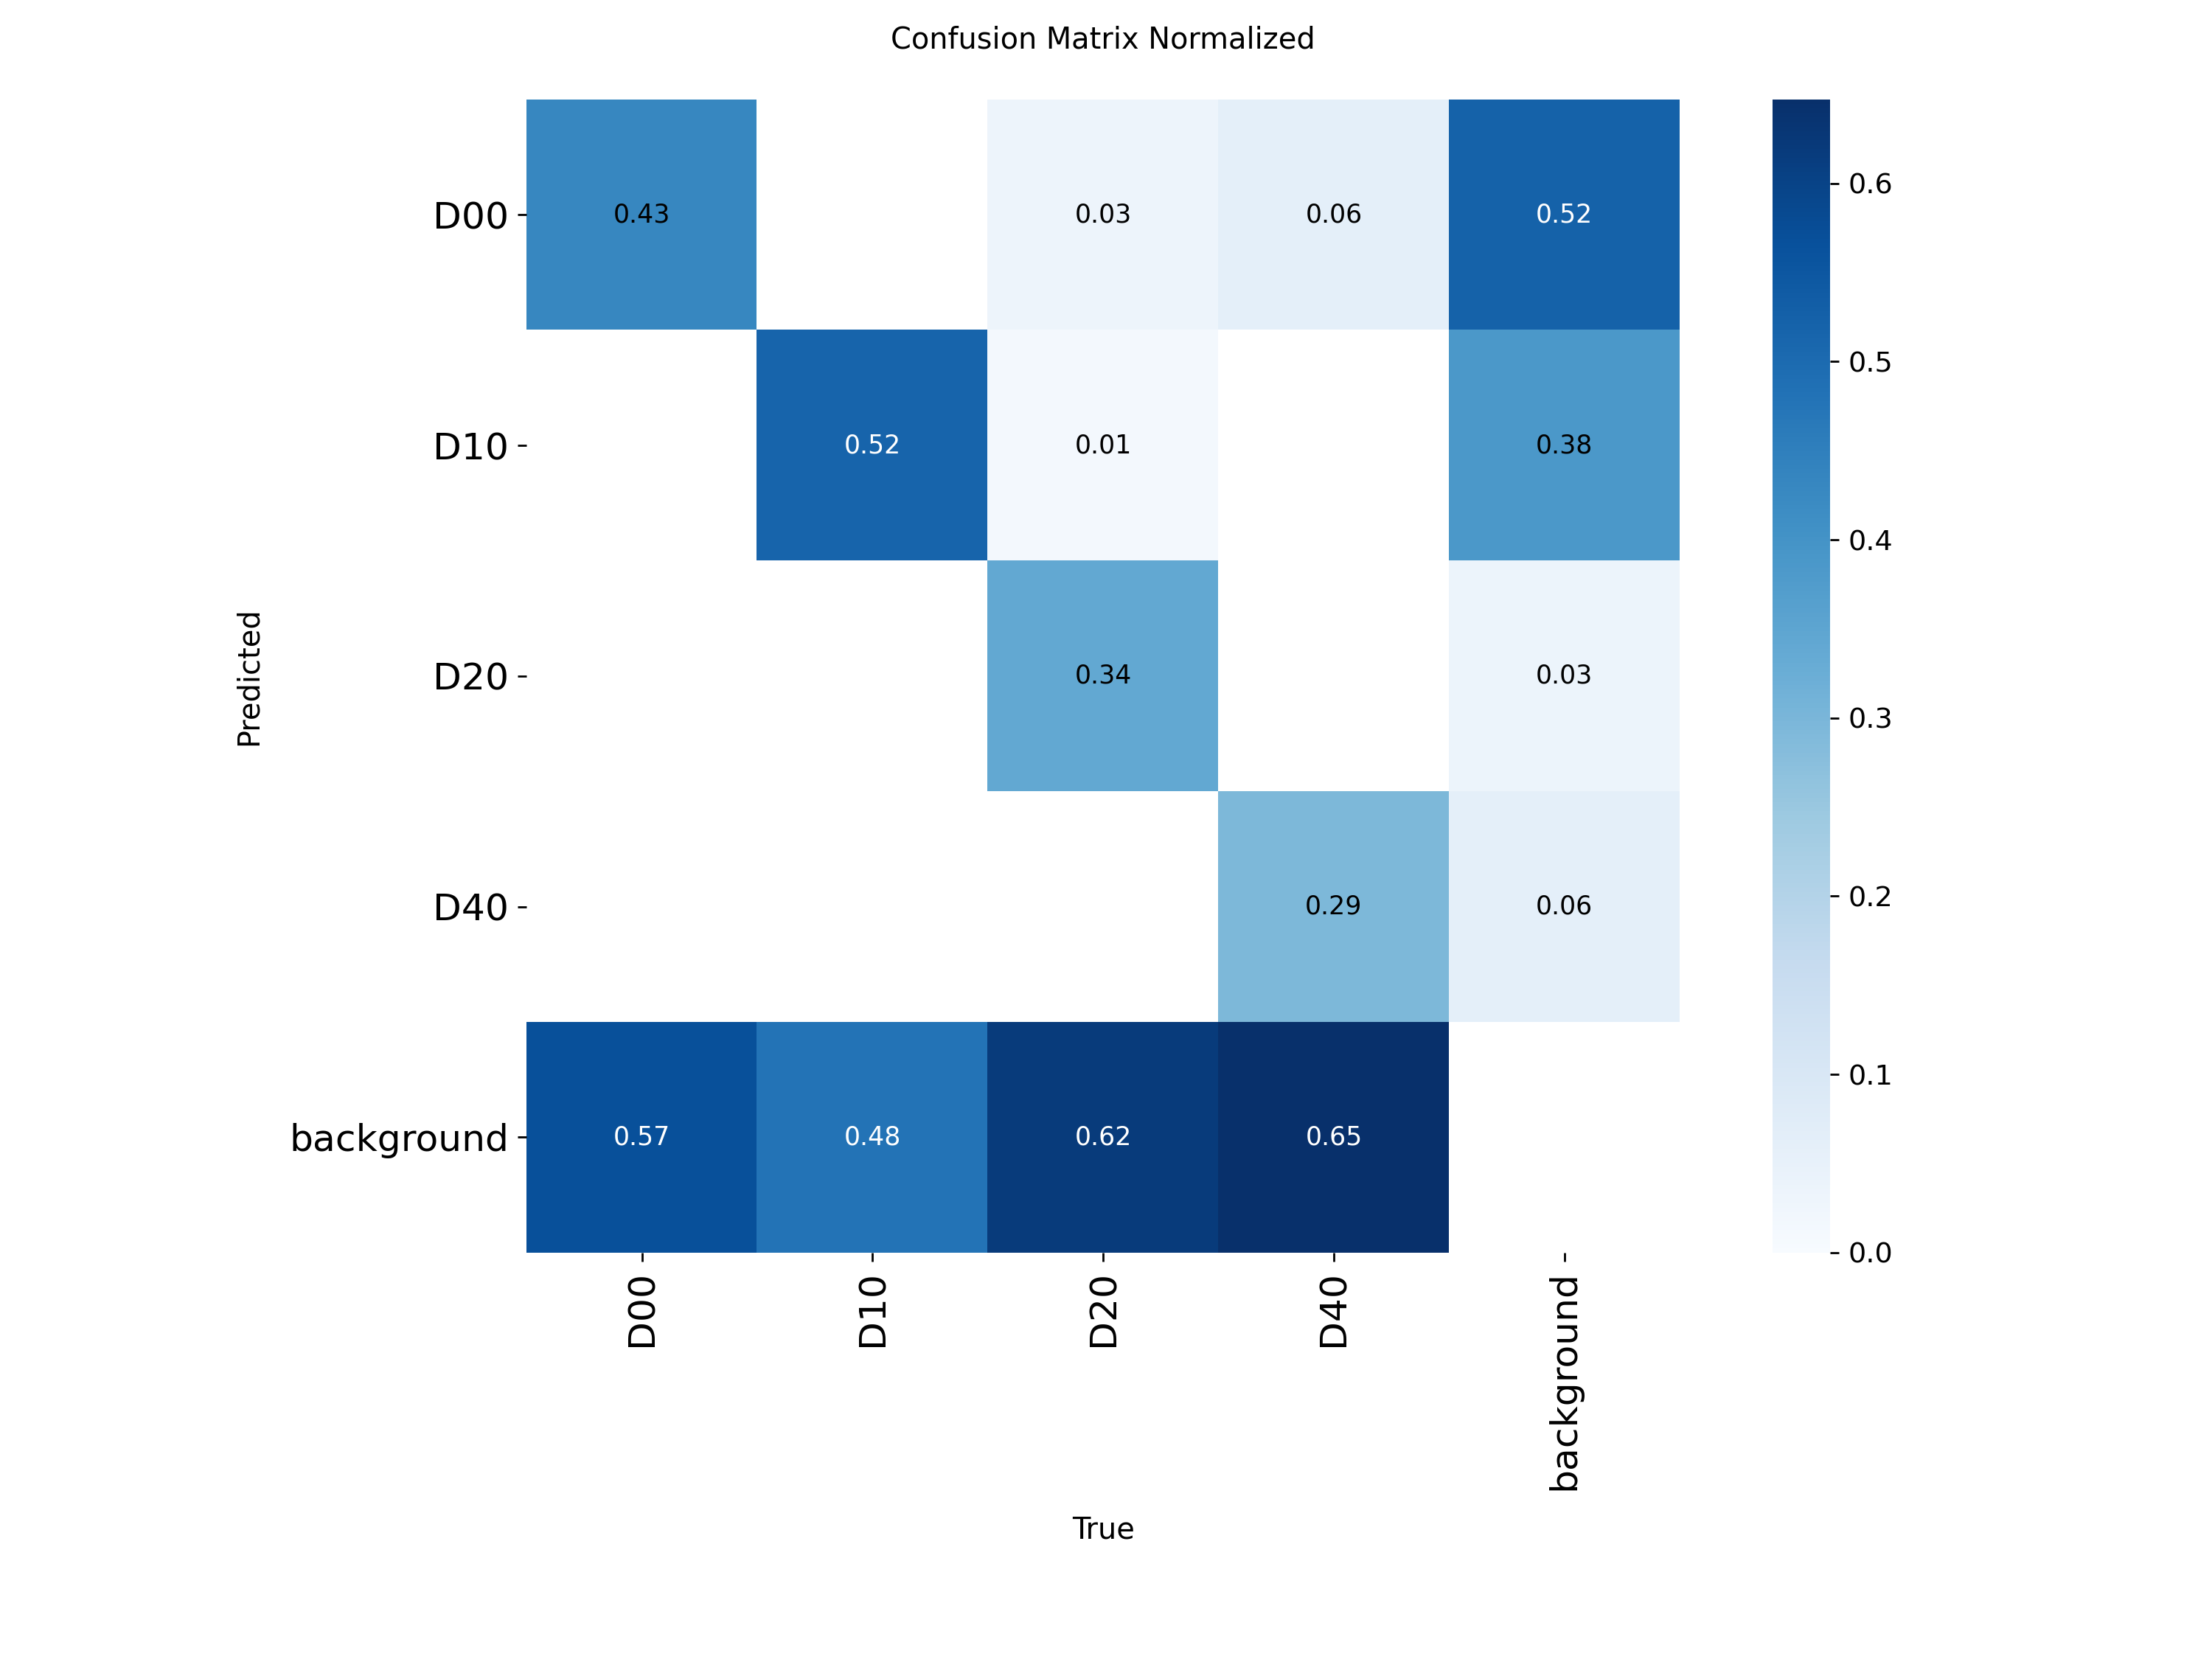 Confusion Matrix Normalized
D00 0.43 0.03 0.06 0.52
D10 0.52 0.01 0.38
D20 0.34 0.03
D40 0.29 0.06
background 0.57 0.48 0.62 0.65
D00 D10 D20 D40 background
True
Predicted
0.6
0.5
0.4
0.3
0.2
0.1
0.0